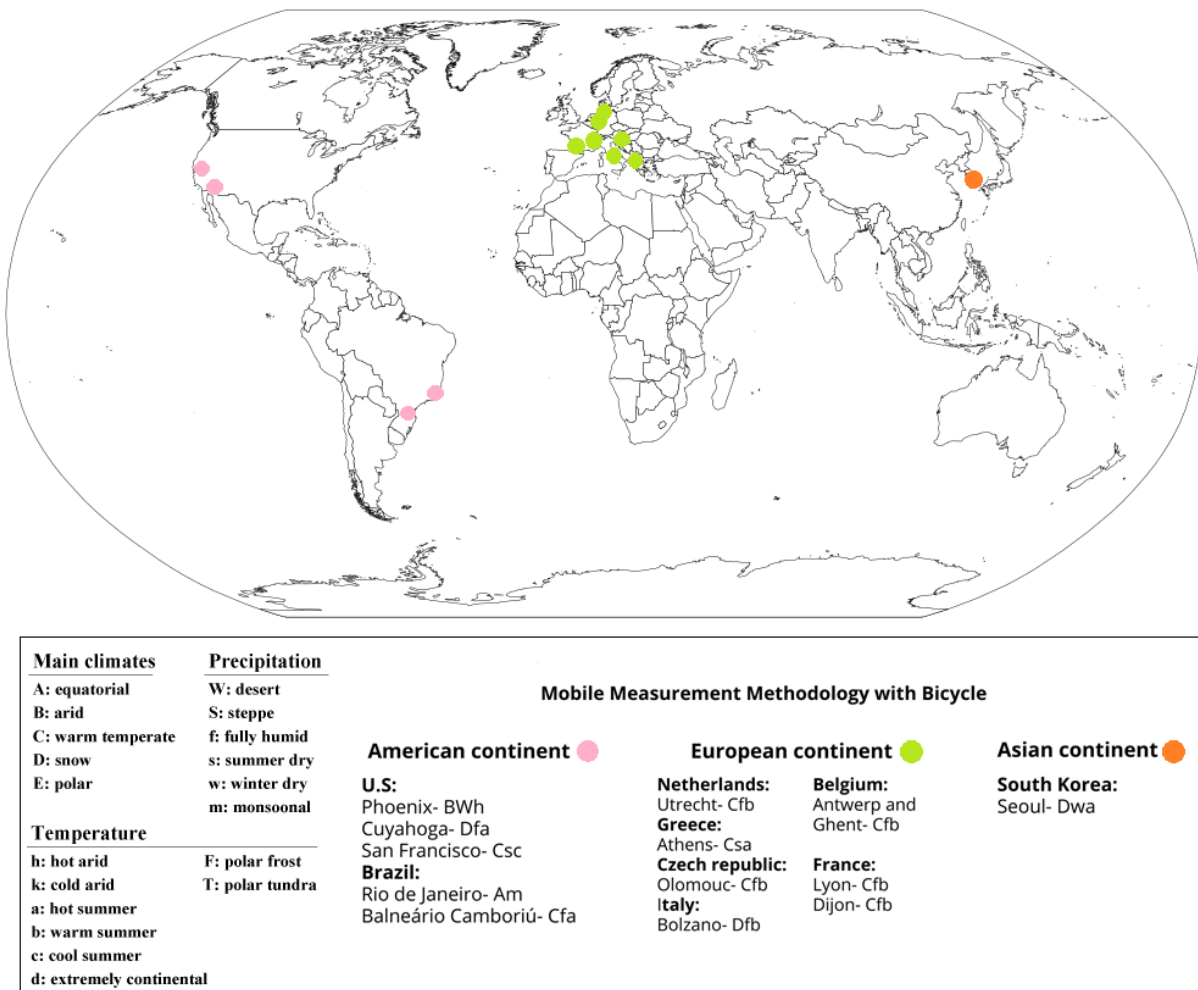 Main climates
A: equatorial
B: arid
C: warm temperate
D: snow
E: polar
Precipitation
W: desert
S: steppe
f: fully humid
s: summer dry
w: winter dry
m: monsoonal
Temperature
h: hot arid
k: cold arid
a: hot summer
b: warm summer
c: cool summer
d: extremely continental
F: polar frost
T: polar tundra
Mobile Measurement Methodology with Bicycle
American continent
U.S:
Phoenix- BWh
Cuyahoga- Dfa
San Francisco- Csc
Brazil:
Rio de Janeiro- Am
Balneário Camboriú- Cfa
European continent
Netherlands:
Utrecht- Cfb
Greece:
Athens- Csa
Czech republic:
Olomouc- Cfb
Italy:
Bolzano- Dfb
Belgium:
Antwerp and
Ghent- Cfb
France:
Lyon- Cfb
Dijon- Cfb
Asian continent
South Korea:
Seoul- Dwa